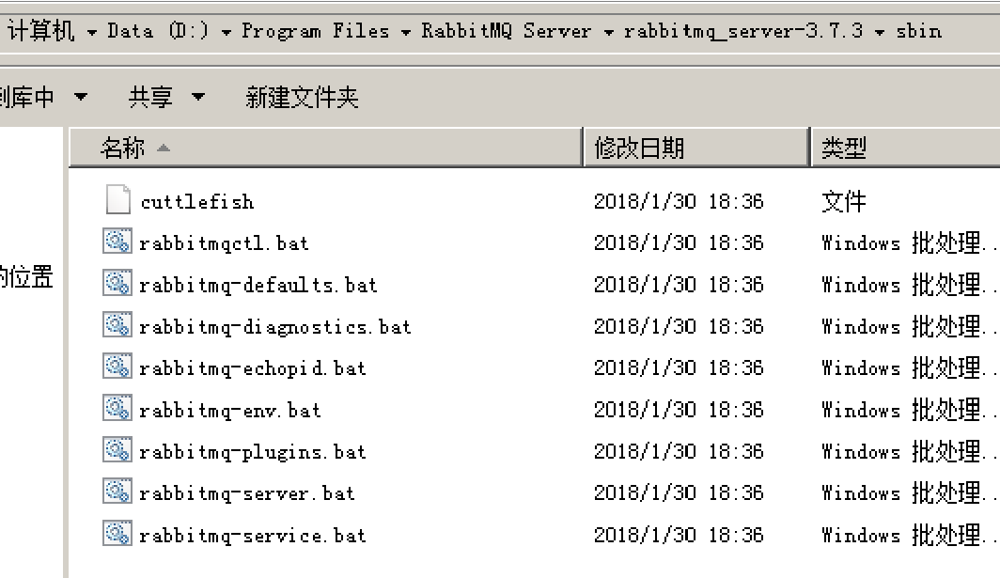 计算机 Data (D:) Program Files RabbitMQ Server rabbitmq_server-3.7.3 sbin
到库中 共享 新建文件夹
名称 修改日期 类型
cuttlefish 2018/1/30 18:36 文件
rabbitmqctl.bat 2018/1/30 18:36 Windows 批处理..
rabbitmq-defaults.bat 2018/1/30 18:36 Windows 批处理..
rabbitmq-diagnostics.bat 2018/1/30 18:36 Windows 批处理..
的位置
rabbitmq-echopid.bat 2018/1/30 18:36 Windows 批处理..
rabbitmq-env.bat 2018/1/30 18:36 Windows 批处理..
rabbitmq-plugins.bat 2018/1/30 18:36 Windows 批处理..
rabbitmq-server.bat 2018/1/30 18:36 Windows 批处理..
rabbitmq-service.bat 2018/1/30 18:36 Windows 批处理..